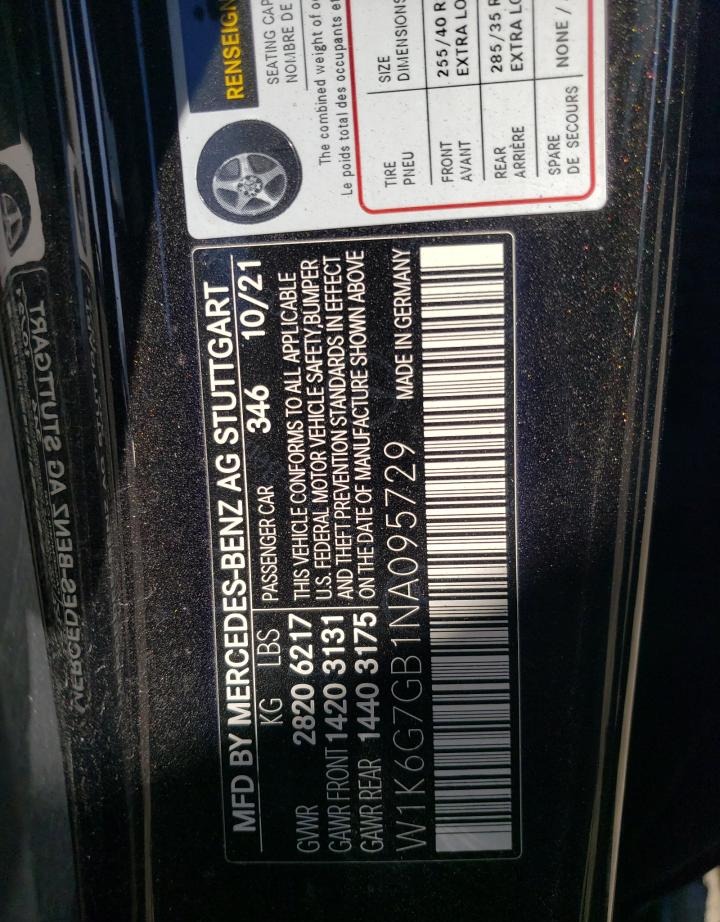 MFD BY MERCEDES-BENZ AG STUTTGART
KG LBS PASSENGER CAR 346 10/21
GVWR 2820 6217 THIS VEHICLE CONFORMS TO ALL APPLICABLE
GAWR FRONT 1420 3131 U.S. FEDERAL MOTOR VEHICLE SAFETY, BUMPER
GAWR REAR 1440 3175 AND THEFT PREVENTION STANDARDS IN EFFECT
ON THE DATE OF MANUFACTURE SHOWN ABOVE
W1K6G7GB1NA095729 MADE IN GERMANY
RENSEIGN
SEATING CAP
NOMBRE DE
The combined weight of oc
Le poids total des occupants et
TIRE SIZE
PNEU DIMENSIONS
FRONT 255/40 R
AVANT EXTRA LO
REAR 285/35 R
ARRIÈRE EXTRA LO
SPARE NONE /
DE SECOURS